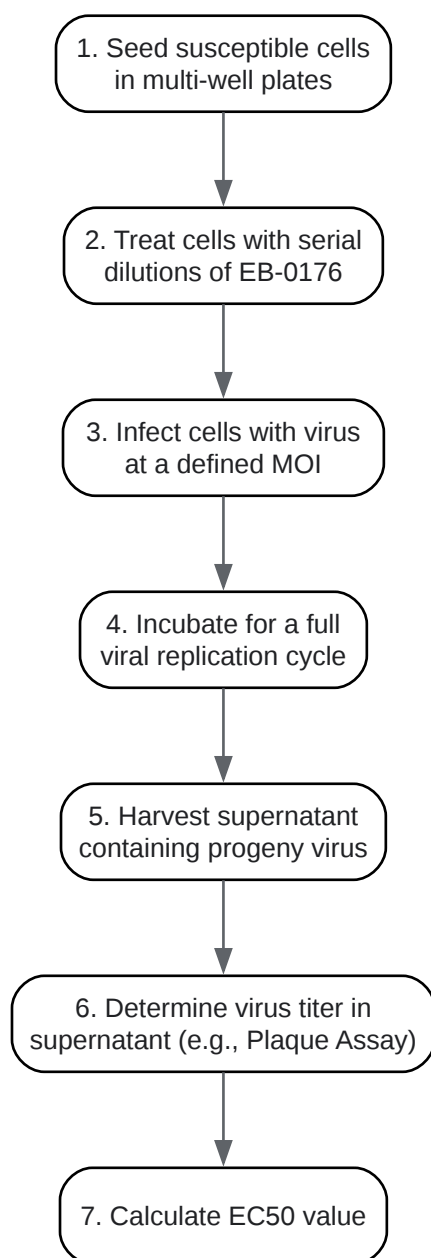 1. Seed susceptible cells
in multi-well plates
2. Treat cells with serial
dilutions of EB-0176
3. Infect cells with virus
at a defined MOI
4. Incubate for a full
viral replication cycle
5. Harvest supernatant
containing progeny virus
6. Determine virus titer in
supernatant (e.g., Plaque Assay)
7. Calculate EC50 value